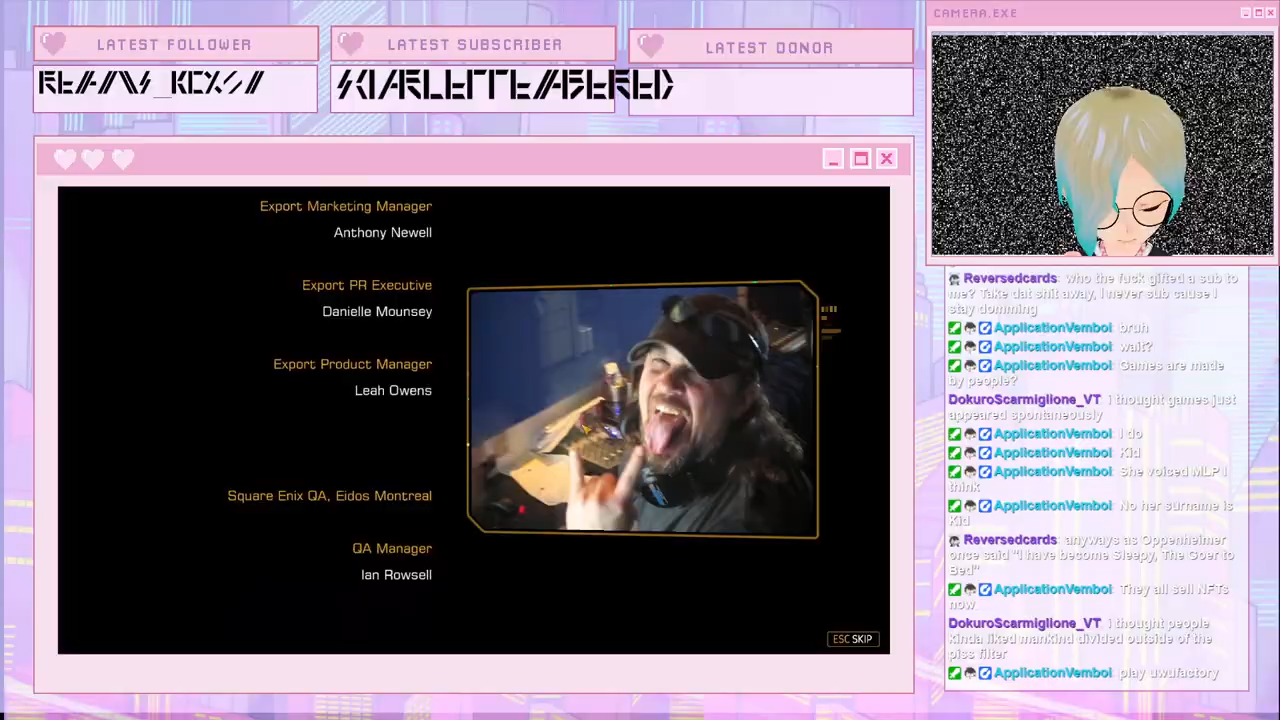 LATEST FOLLOWER
LATEST SUBSCRIBER
LATEST DONOR
CAMERA.EXE
Export Marketing Manager
Anthony Newell
Export PR Executive
Danielle Mounsey
Export Product Manager
Leah Owens
Square Enix QA, Eidos Montreal
QA Manager
Ian Rowsell
ESC SKIP
Reversedcards who the fuck gifted a sub to
me? Take dat shit away, I never sub cause I
stay domming
ApplicationVembol bruh
ApplicationVembol wait?
ApplicationVembol Games are made
by people?
DokuroScarmiglione_VT i thought games just
appeared spontaneously
ApplicationVembol I do
ApplicationVembol Kid
ApplicationVembol She voiced MLP I
think
ApplicationVembol No her surname is
Kid
Reversedcards anyways as Oppenheimer
once said "I have become Sleepy, The Goer to
Bed"
ApplicationVembol They all sell NFTs
now
DokuroScarmiglione_VT i thought people
kinda liked mankind divided outside of the
piss filter
ApplicationVembol play uwufactory